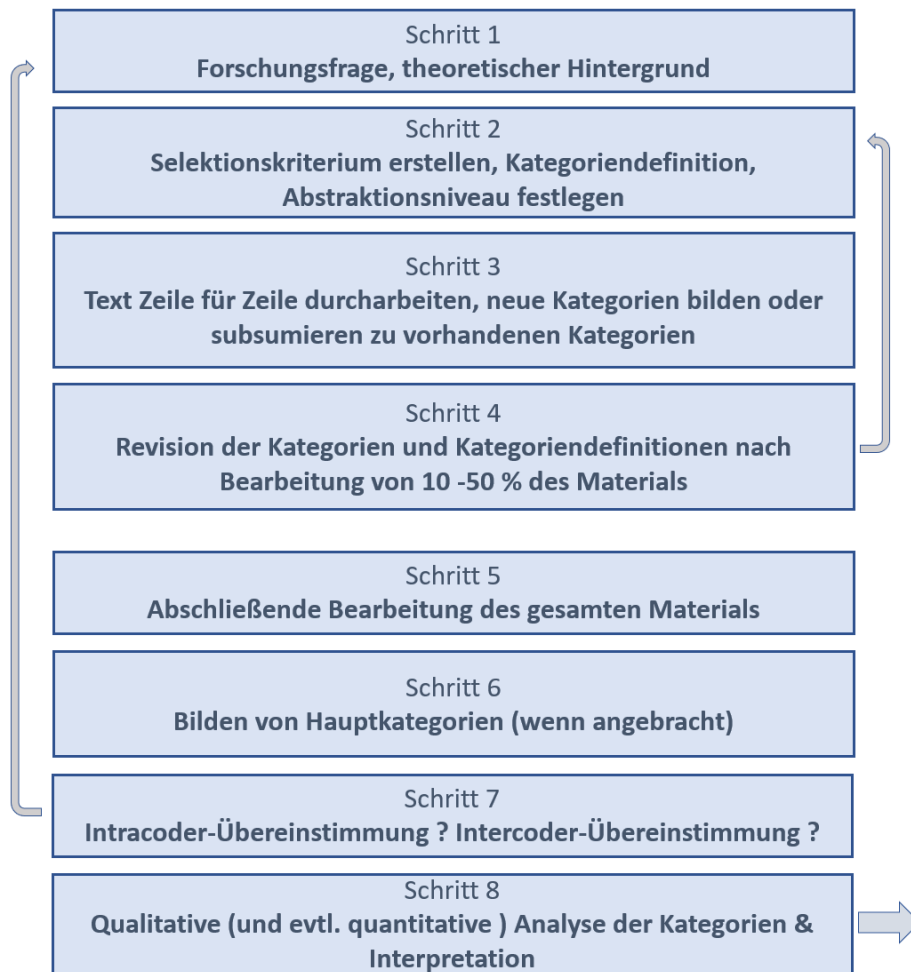 Schritt 1
Forschungsfrage, theoretischer Hintergrund
Schritt 2
Selektionskriterium erstellen, Kategoriendefinition,
Abstraktionsniveau festlegen
Schritt 3
Text Zeile für Zeile durcharbeiten, neue Kategorien bilden oder
subsumieren zu vorhandenen Kategorien
Schritt 4
Revision der Kategorien und Kategoriendefinitionen nach
Bearbeitung von 10 -50 % des Materials
Schritt 5
Abschließende Bearbeitung des gesamten Materials
Schritt 6
Bilden von Hauptkategorien (wenn angebracht)
Schritt 7
Intracoder-Übereinstimmung ? Intercoder-Übereinstimmung ?
Schritt 8
Qualitative (und evtl. quantitative ) Analyse der Kategorien &
Interpretation